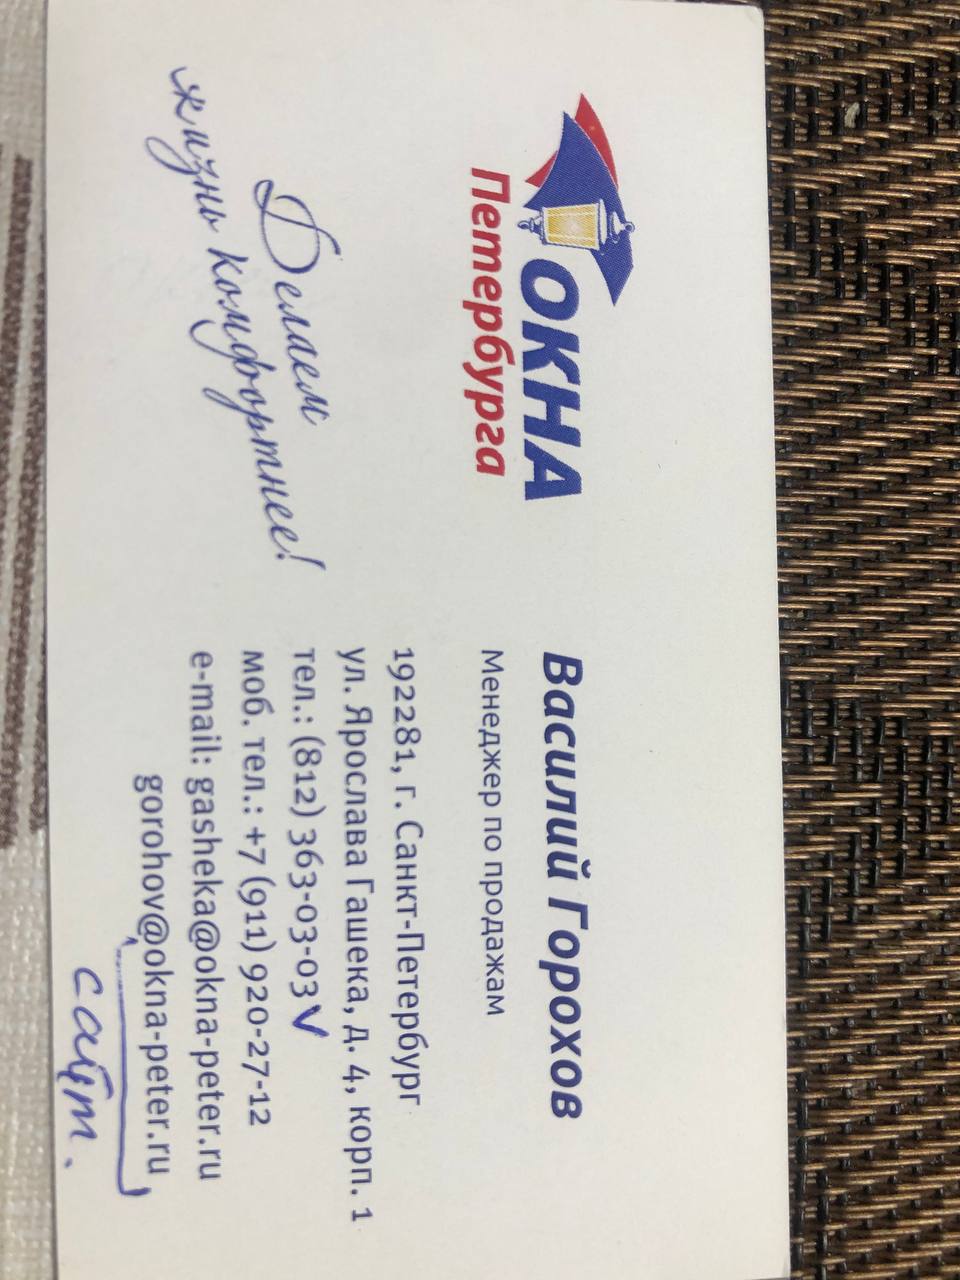 ОКНА
Петербурга
Делаем
жизнь комфортнее!
Василий Горохов
Менеджер по продажам
192281, г. Санкт-Петербург
ул. Ярослава Гашека, д. 4, корп. 1
тел.: (812) 363-03-03 V
моб. тел.: +7 (911) 920-27-12
e-mail: gasheka@okna-peter.ru
gorohov@okna-peter.ru
сайт.